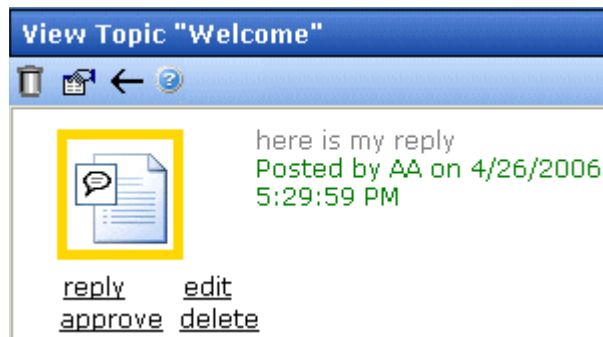 View Topic "Welcome"
here is my reply
Posted by AA on 4/26/2006
5:29:59 PM
reply edit
approve delete